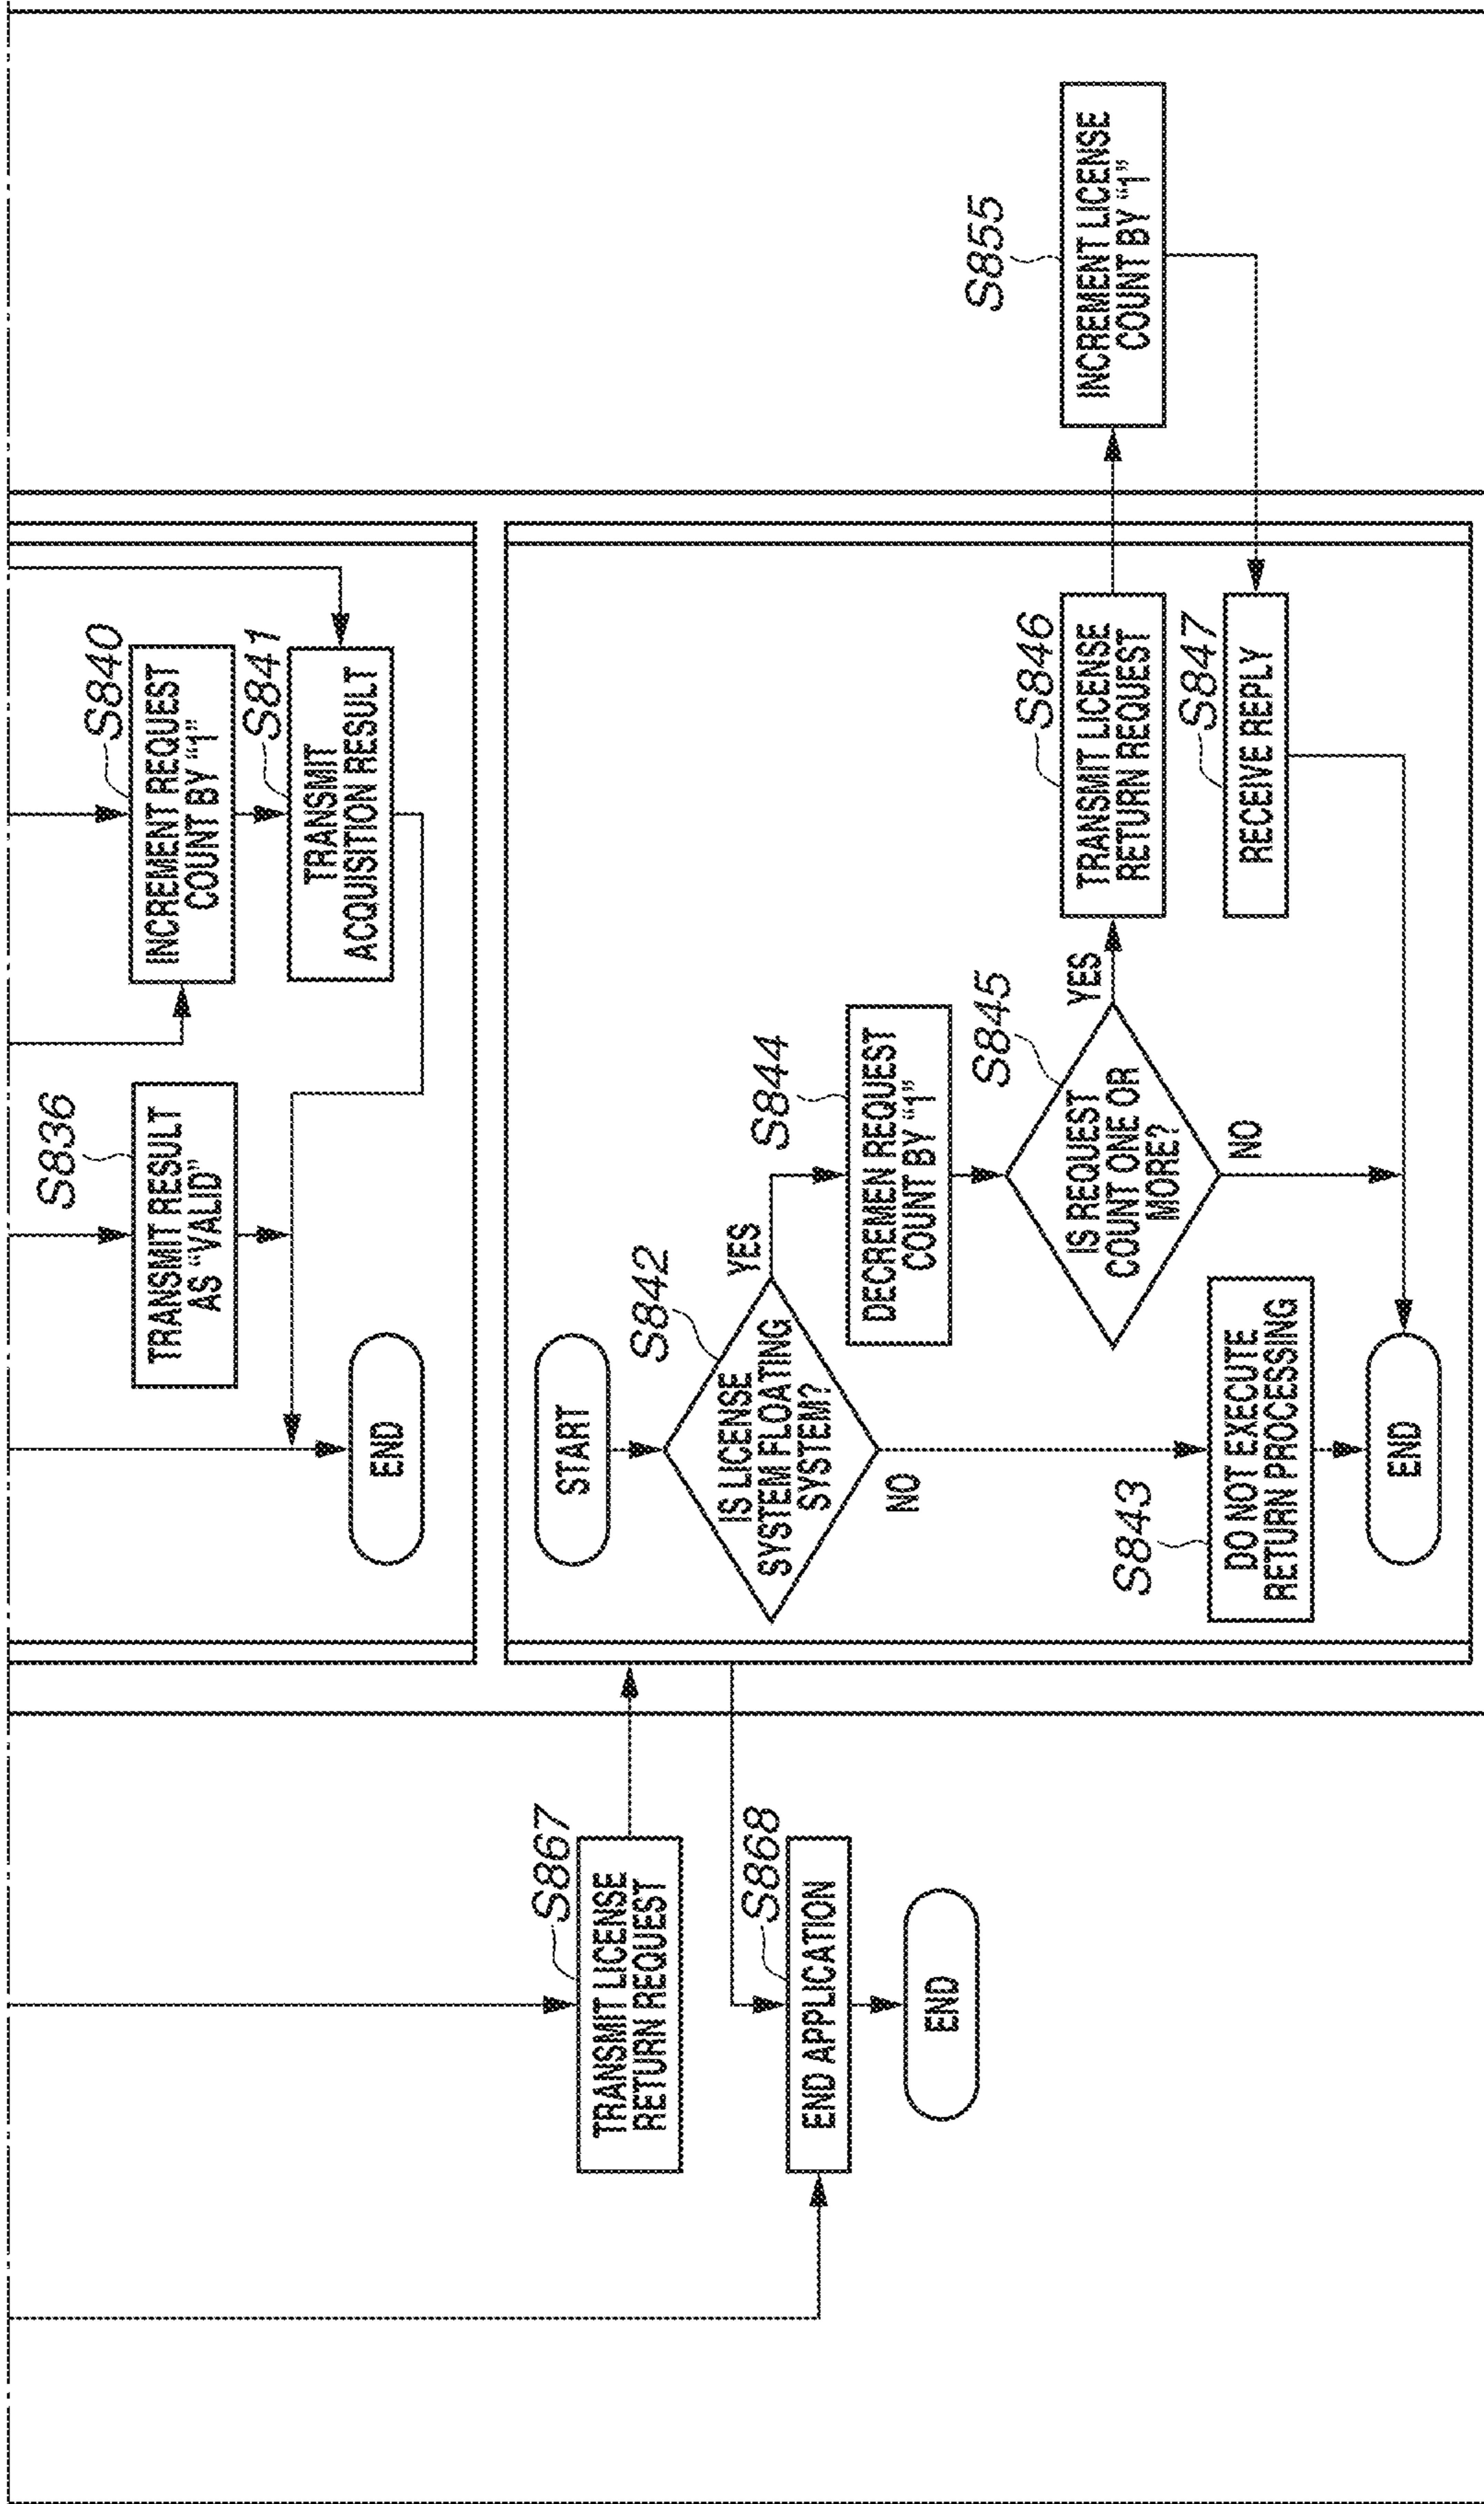 S867
TRANSMIT LICENSE
RETURN REQUEST
S868
END APPLICATION
END
S836
TRANSMIT RESULT
AS “VALID”
S840
INCREMENT REQUEST
COUNT BY “1”
S841
TRANSMIT
ACQUISITION RESULT
END
START
S842
IS LICENSE
SYSTEM FLOATING
SYSTEM?
YES
NO
S844
DECREMEN REQUEST
COUNT BY “1”
S845
IS REQUEST
COUNT ONE OR
MORE?
YES
NO
S846
TRANSMIT LICENSE
RETURN REQUEST
S847
RECEIVE REPLY
S843
DO NOT EXECUTE
RETURN PROCESSING
END
S855
INCREMENT LICENSE
COUNT BY “1”